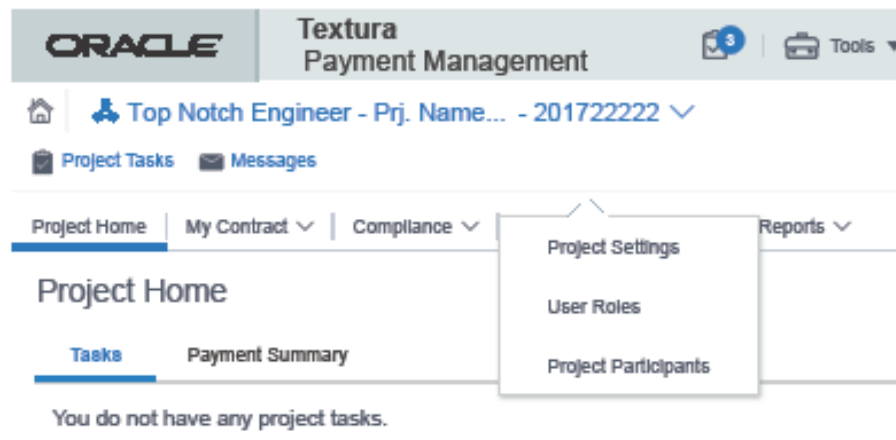 ORACLE
Textura
Payment Management
3
Tools
Top Notch Engineer - Prj. Name... - 201722222
Project Tasks Messages
Project Home My Contract Compliance Reports
Project Settings
User Roles
Project Participants
Project Home
Tasks Payment Summary
You do not have any project tasks.